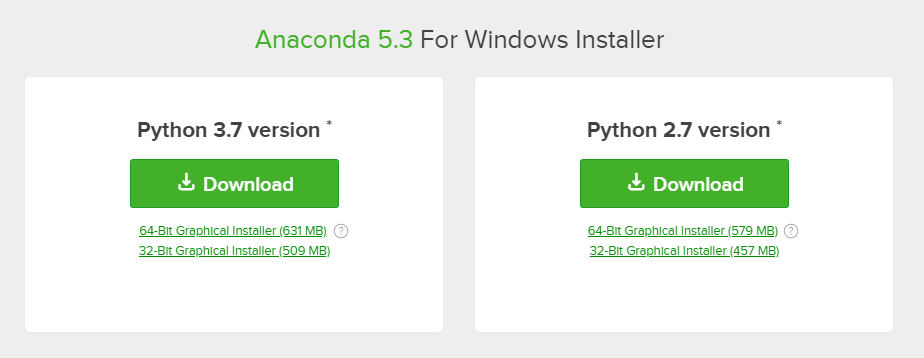 Anaconda 5.3 For Windows Installer
Python 3.7 version *
Download
64-Bit Graphical Installer (631 MB) ?
32-Bit Graphical Installer (509 MB)
Python 2.7 version *
Download
64-Bit Graphical Installer (579 MB) ?
32-Bit Graphical Installer (457 MB)